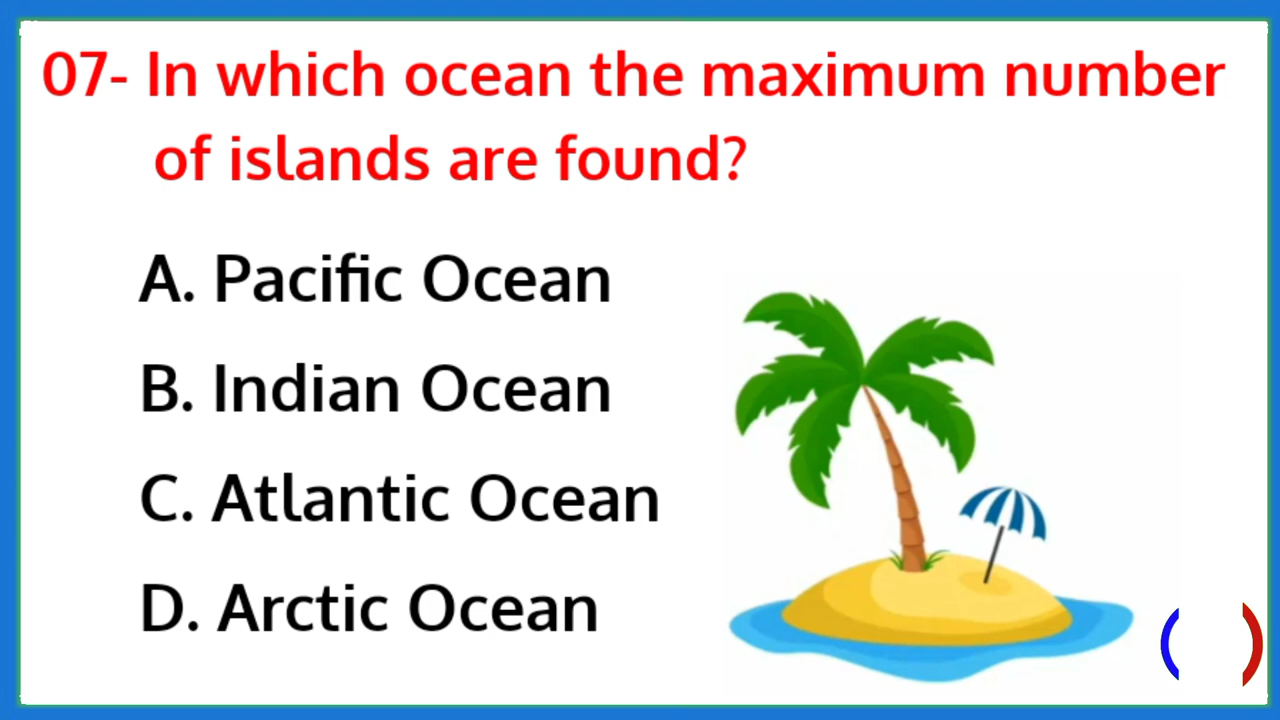 07- In which ocean the maximum number
of islands are found?
A. Pacific Ocean
B. Indian Ocean
C. Atlantic Ocean
D. Arctic Ocean